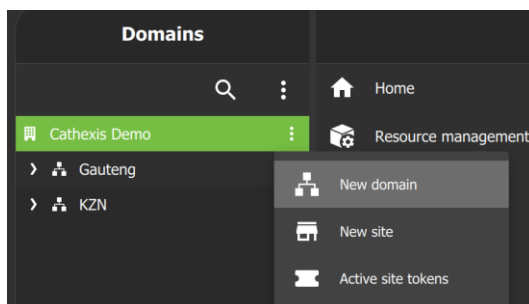 Domains
Home
Cathexis Demo
Resource management
Gauteng
New domain
KZN
New site
Active site tokens